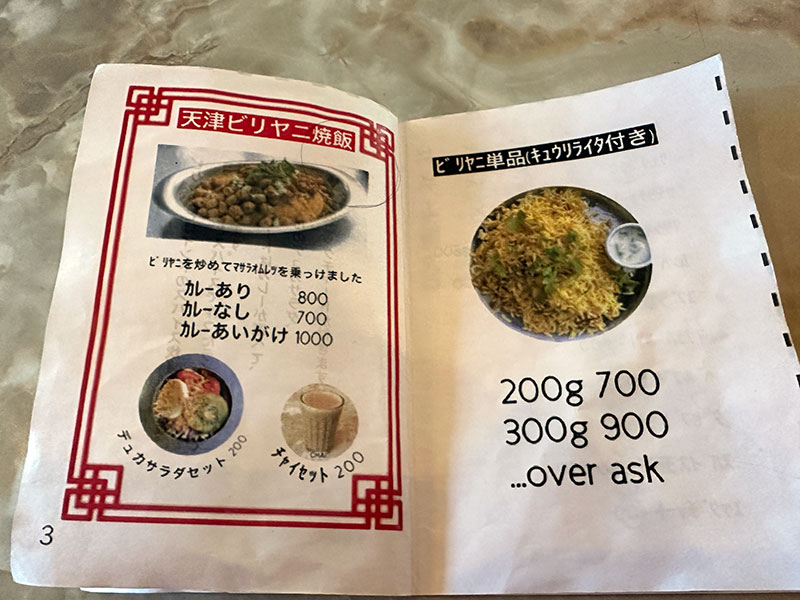 天津ビリヤニ焼飯
ﾋﾞﾘﾔﾆを炒めてﾏｻﾗｵﾑﾚﾂを乗っけました
カレーあり 800
カレーなし 700
カレーあいがけ 1000
デュカサラダセット 200
チャイセット 200
3
ﾋﾞﾘﾔﾆ単品(キュウリライタ付き)
200g 700
300g 900
...over ask